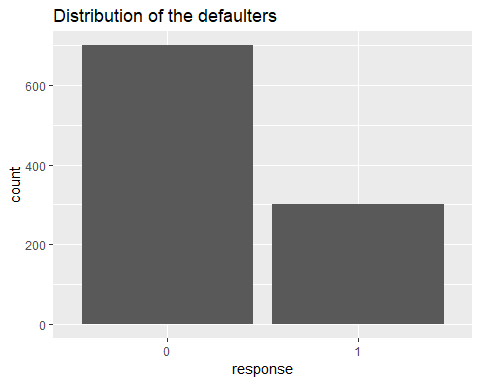 Distribution of the defaulters
count
600
400
200
0
0 1
response